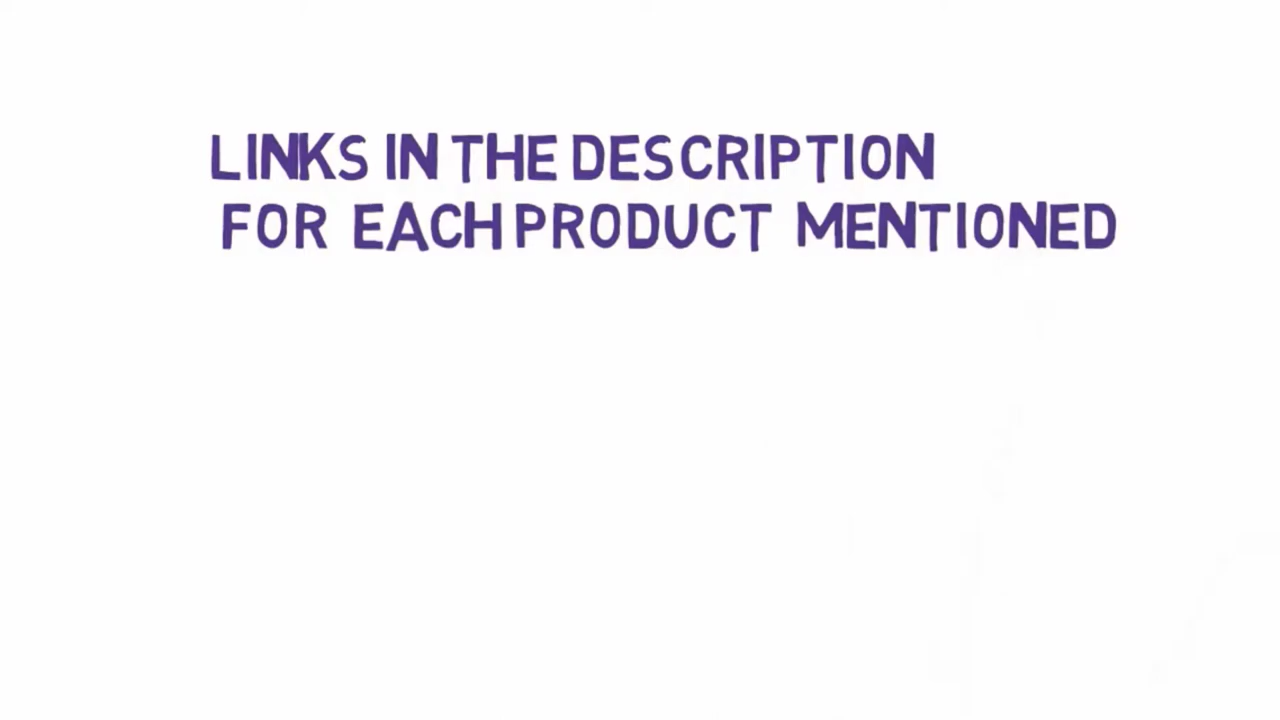 LINKS IN THE DESCRIPTION
FOR EACH PRODUCT MENTIONED